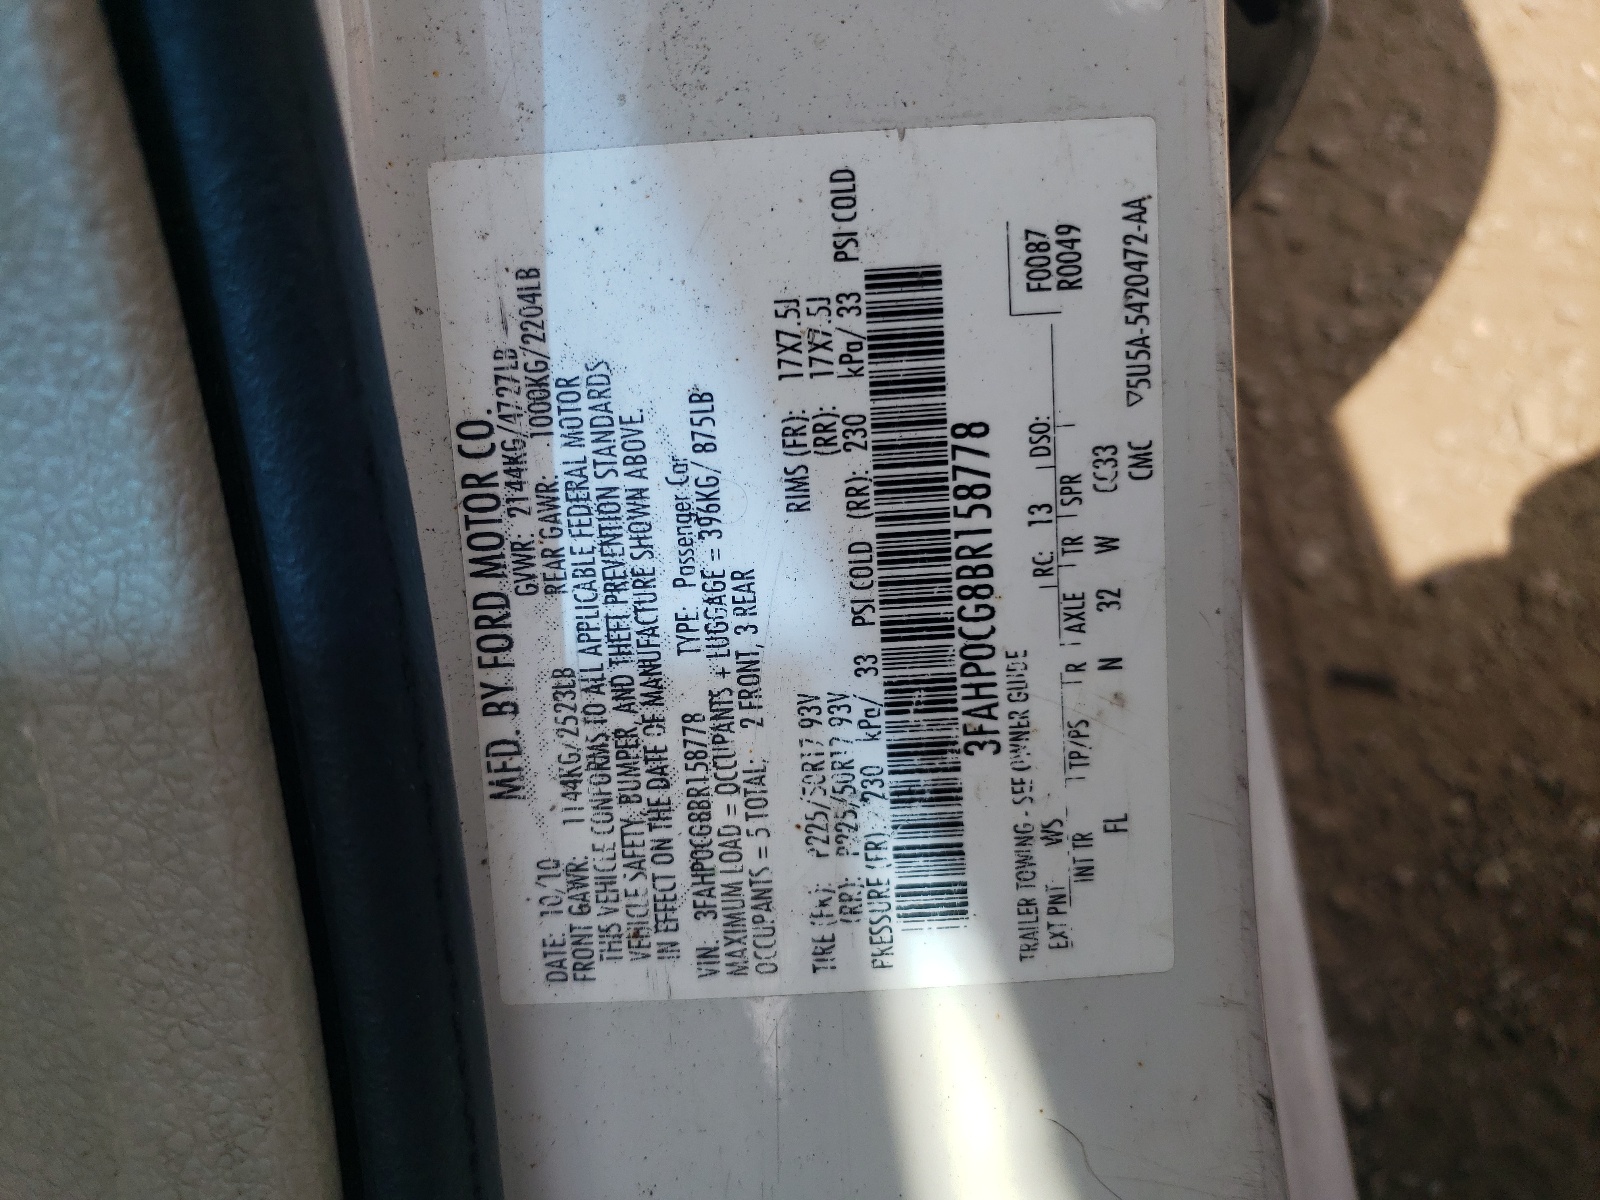 MFD. BY FORD MOTOR CO.
DATE: 10/10 GVWR: 2144KG/4727LB
FRONT GAWR: 1144KG/2523LB REAR GAWR: 1000KG/2204LB
THIS VEHICLE CONFORMS TO ALL APPLICABLE FEDERAL MOTOR
VEHICLE SAFETY, BUMPER, AND THEFT PREVENTION STANDARDS
IN EFFECT ON THE DATE OF MANUFACTURE SHOWN ABOVE.
VIN: 3FAHP0CG8BR158778 TYPE: Passenger Car
MAXIMUM LOAD = OCCUPANTS + LUGGAGE = 396KG/ 875LB
OCCUPANTS = 5 TOTAL: 2 FRONT, 3 REAR
TIRE (FR): P225/50R17 93V RIMS (FR): 17X7.5J
(RR): P225/50R17 93V (RR): 17X7.5J
PRESSURE (FR): 230 kPa/ 33 PSI COLD (RR): 230 kPa/ 33 PSI COLD
3FAHP0CG8BR158778
TRAILER TOWING - SEE OWNER GUIDE RC: 13 DSO: F0087
R0049
EXT PNT WS
INT TR TP/PS R AXLE TR SPR
FL N 32 W CC33
CMC ▽5U5A-5420472-AA